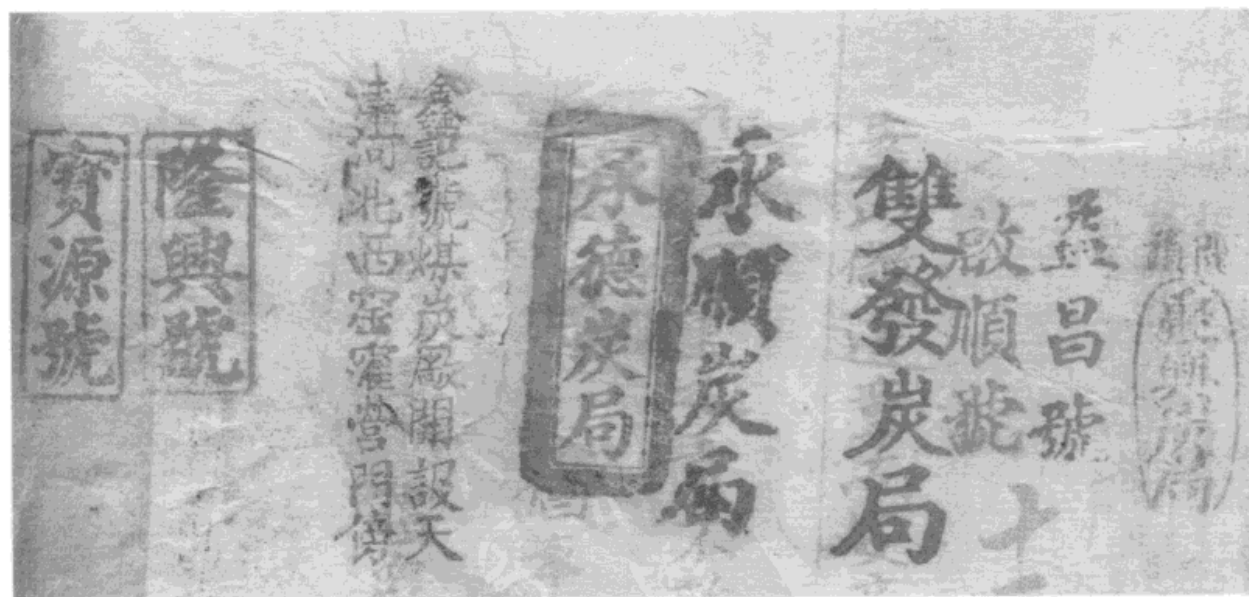 益昌號
啟順號
雙發炭局
永順炭局
德炭局
鑫記號煤炭廠開設天
津河北西窑窪營門傍
隆興號
寶源號